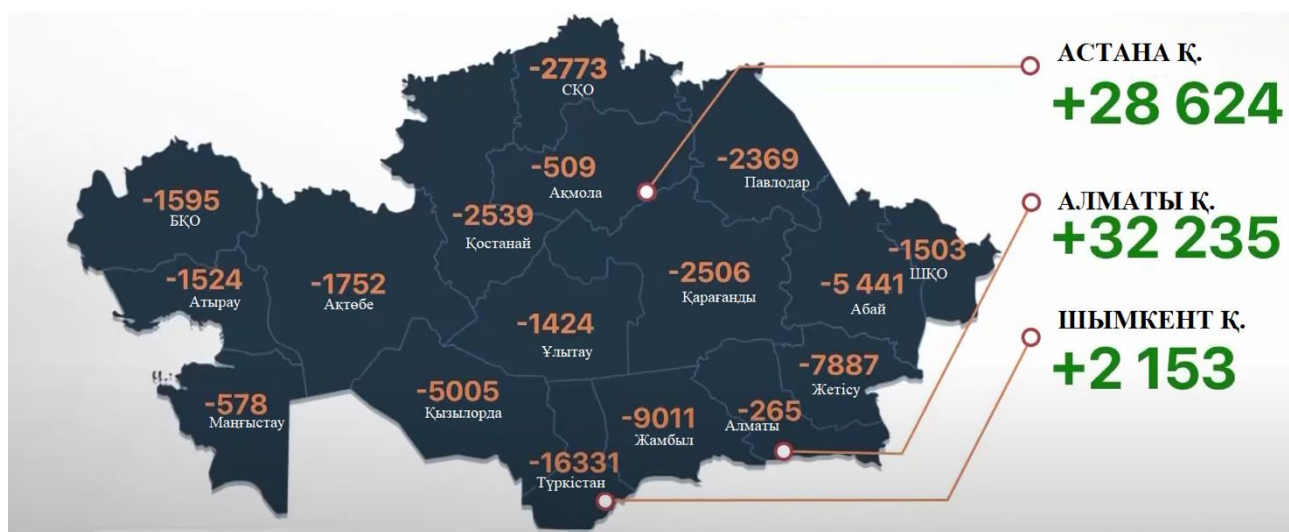 -2773
СҚО
АСТАНА Қ.
+28 624
-509
Ақмола
-2369
Павлодар
-1595
БҚО
-2539
Қостанай
АЛМАТЫ Қ.
+32 235
-1524
Атырау
-1752
Ақтөбе
-2506
Қарағанды
-5 441
Абай
-1503
ШҚО
-1424
Ұлытау
ШЫМКЕНТ Қ.
+2 153
-7887
Жетісу
-578
Маңғыстау
-5005
Қызылорда
-9011
Жамбыл
-265
Алматы
-16331
Түркістан